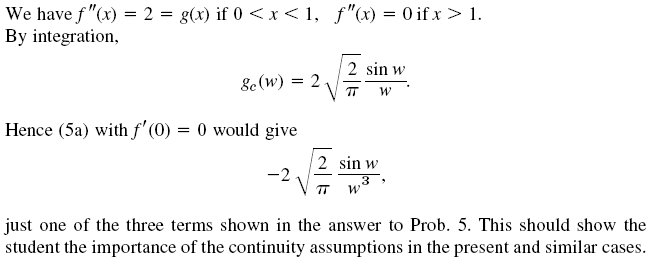 We have f″(x) = 2 = g(x) if 0 < x < 1, f″(x) = 0 if x > 1.
By integration,
g_c(w) = 2 √(2/π) (sin w)/w.
Hence (5a) with f′(0) = 0 would give
−2 √(2/π) (sin w)/w³,
just one of the three terms shown in the answer to Prob. 5. This should show the
student the importance of the continuity assumptions in the present and similar cases.